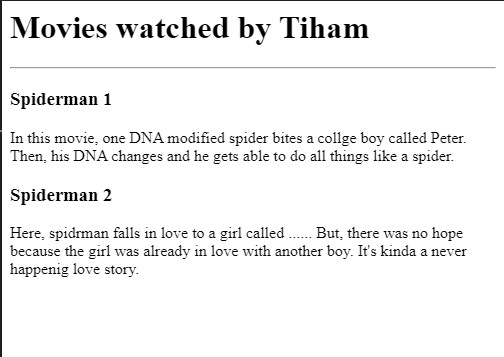 Movies watched by Tiham
Spiderman 1
In this movie, one DNA modified spider bites a collge boy called Peter.
Then, his DNA changes and he gets able to do all things like a spider.
Spiderman 2
Here, spidrman falls in love to a girl called ...... But, there was no hope
because the girl was already in love with another boy. It's kinda a never
happenig love story.